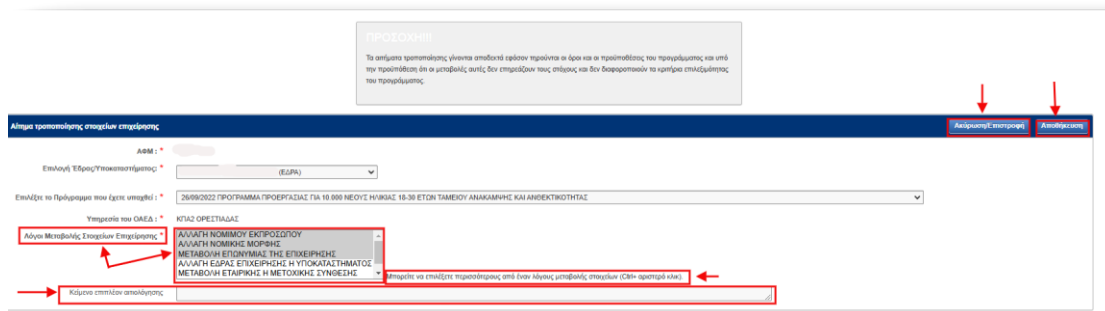 ΠΡΟΣΟΧΗ!!!
Τα αιτήματα τροποποίησης γίνονται αποδεκτά εφόσον τηρούνται οι όροι και οι προϋποθέσεις του προγράμματος και υπό
την προϋπόθεση ότι οι μεταβολές αυτές δεν επηρεάζουν τους στόχους και δεν διαφοροποιούν τα κριτήρια επιλεξιμότητας
του προγράμματος.
Αίτημα τροποποίησης στοιχείων επιχείρησης
Ακύρωση/Επιστροφή Αποθήκευση
ΑΦΜ : *
Επιλογή Έδρας/Υποκαταστήματος: * (ΕΔΡΑ)
Επιλέξτε το Πρόγραμμα που έχετε υπαχθεί : * 26/09/2022 ΠΡΟΓΡΑΜΜΑ ΠΡΟΕΡΓΑΣΙΑΣ ΓΙΑ 10.000 ΝΕΟΥΣ ΗΛΙΚΙΑΣ 18-30 ΕΤΩΝ ΤΑΜΕΙΟΥ ΑΝΑΚΑΜΨΗΣ ΚΑΙ ΑΝΘΕΚΤΙΚΟΤΗΤΑΣ
Υπηρεσία του ΟΑΕΔ : * ΚΠΑ2 ΟΡΕΣΤΙΑΔΑΣ
Λόγοι Μεταβολής Στοιχείων Επιχείρησης * ΑΛΛΑΓΗ ΝΟΜΙΜΟΥ ΕΚΠΡΟΣΩΠΟΥ
ΑΛΛΑΓΗ ΝΟΜΙΚΗΣ ΜΟΡΦΗΣ
ΜΕΤΑΒΟΛΗ ΕΠΩΝΥΜΙΑΣ ΤΗΣ ΕΠΙΧΕΙΡΗΣΗΣ
ΑΛΛΑΓΗ ΕΔΡΑΣ ΕΠΙΧΕΙΡΗΣΗΣ Η ΥΠΟΚΑΤΑΣΤΗΜΑΤΟΣ
ΜΕΤΑΒΟΛΗ ΕΤΑΙΡΙΚΗΣ Η ΜΕΤΟΧΙΚΗΣ ΣΥΝΘΕΣΗΣ
Μπορείτε να επιλέξετε περισσότερους από έναν λόγους μεταβολής στοιχείων (Ctrl+ αριστερό κλικ).
Κείμενο επιπλέον αιτιολόγησης